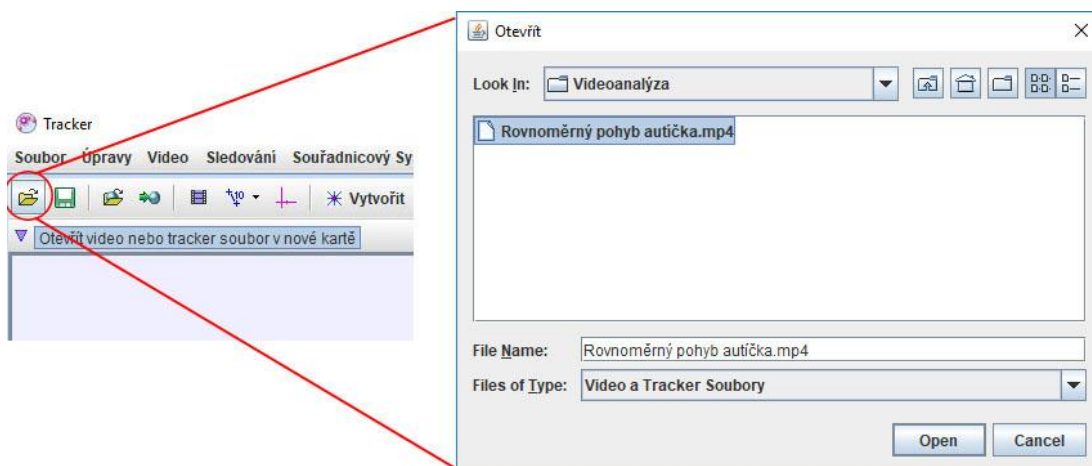 Tracker
Soubor Úpravy Video Sledování Souřadnicový Sy
Vytvořit
Otevřít video nebo tracker soubor v nové kartě
Otevřít
Look In: Videoanalýza
Rovnoměrný pohyb autíčka.mp4
File Name: Rovnoměrný pohyb autíčka.mp4
Files of Type: Video a Tracker Soubory
Open Cancel